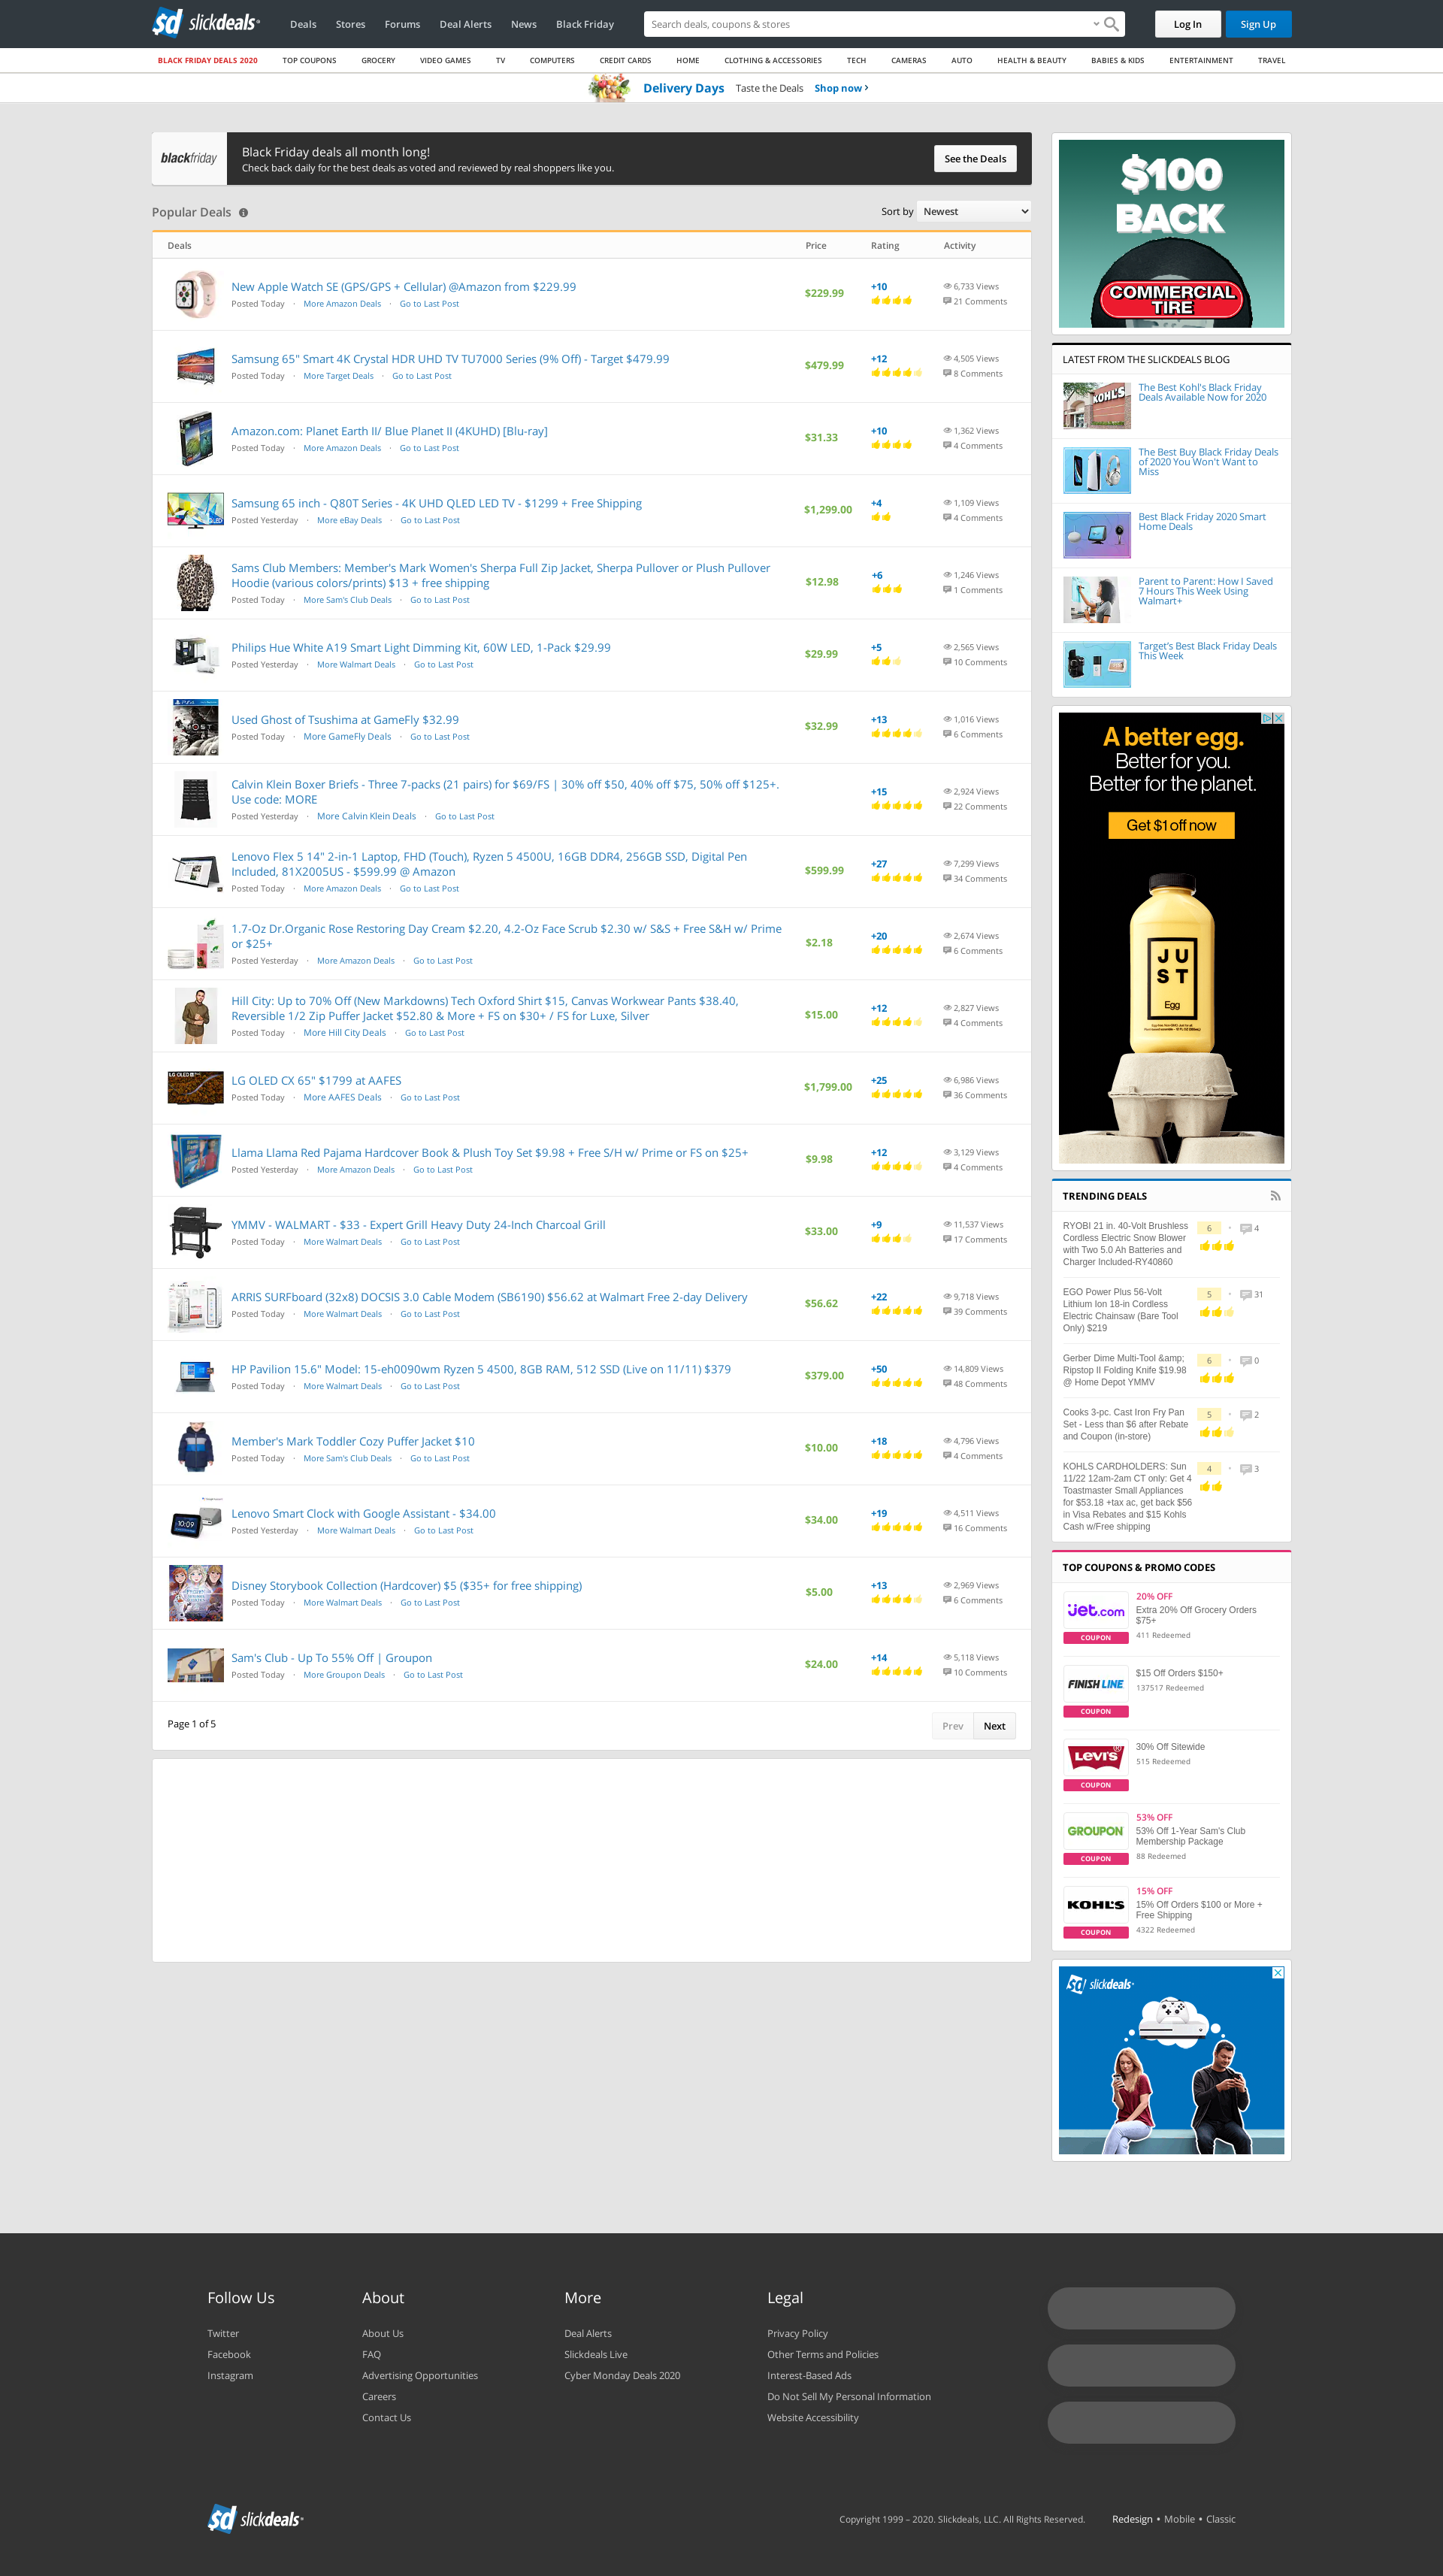 sd slickdeals
Deals Stores Forums Deal Alerts News Black Friday
Search deals, coupons & stores
Log In Sign Up
BLACK FRIDAY DEALS 2020 TOP COUPONS GROCERY VIDEO GAMES TV COMPUTERS CREDIT CARDS HOME CLOTHING & ACCESSORIES TECH CAMERAS AUTO HEALTH & BEAUTY BABIES & KIDS ENTERTAINMENT TRAVEL
Delivery Days Taste the Deals Shop now
blackfriday
Black Friday deals all month long!
Check back daily for the best deals as voted and reviewed by real shoppers like you.
See the Deals
Popular Deals
Sort by Newest
Deals Price Rating Activity
New Apple Watch SE (GPS/GPS + Cellular) @Amazon from $229.99
Posted Today · More Amazon Deals · Go to Last Post
$229.99
+10
6,733 Views
21 Comments
Samsung 65" Smart 4K Crystal HDR UHD TV TU7000 Series (9% Off) - Target $479.99
Posted Today · More Target Deals · Go to Last Post
$479.99
+12
4,505 Views
8 Comments
Amazon.com: Planet Earth II/ Blue Planet II (4KUHD) [Blu-ray]
Posted Today · More Amazon Deals · Go to Last Post
$31.33
+10
1,362 Views
4 Comments
Samsung 65 inch - Q80T Series - 4K UHD QLED LED TV - $1299 + Free Shipping
Posted Yesterday · More eBay Deals · Go to Last Post
$1,299.00
+4
1,109 Views
4 Comments
Sams Club Members: Member's Mark Women's Sherpa Full Zip Jacket, Sherpa Pullover or Plush Pullover
Hoodie (various colors/prints) $13 + free shipping
Posted Today · More Sam's Club Deals · Go to Last Post
$12.98
+6
1,246 Views
1 Comments
Philips Hue White A19 Smart Light Dimming Kit, 60W LED, 1-Pack $29.99
Posted Yesterday · More Walmart Deals · Go to Last Post
$29.99
+5
2,565 Views
10 Comments
Used Ghost of Tsushima at GameFly $32.99
Posted Today · More GameFly Deals · Go to Last Post
$32.99
+13
1,016 Views
6 Comments
Calvin Klein Boxer Briefs - Three 7-packs (21 pairs) for $69/FS | 30% off $50, 40% off $75, 50% off $125+.
Use code: MORE
Posted Yesterday · More Calvin Klein Deals · Go to Last Post
+15
2,924 Views
22 Comments
Lenovo Flex 5 14" 2-in-1 Laptop, FHD (Touch), Ryzen 5 4500U, 16GB DDR4, 256GB SSD, Digital Pen
Included, 81X2005US - $599.99 @ Amazon
Posted Today · More Amazon Deals · Go to Last Post
$599.99
+27
7,299 Views
34 Comments
1.7-Oz Dr.Organic Rose Restoring Day Cream $2.20, 4.2-Oz Face Scrub $2.30 w/ S&S + Free S&H w/ Prime
or $25+
Posted Yesterday · More Amazon Deals · Go to Last Post
$2.18
+20
2,674 Views
6 Comments
Hill City: Up to 70% Off (New Markdowns) Tech Oxford Shirt $15, Canvas Workwear Pants $38.40,
Reversible 1/2 Zip Puffer Jacket $52.80 & More + FS on $30+ / FS for Luxe, Silver
Posted Today · More Hill City Deals · Go to Last Post
$15.00
+12
2,827 Views
4 Comments
LG OLED CX 65" $1799 at AAFES
Posted Today · More AAFES Deals · Go to Last Post
$1,799.00
+25
6,986 Views
36 Comments
Llama Llama Red Pajama Hardcover Book & Plush Toy Set $9.98 + Free S/H w/ Prime or FS on $25+
Posted Yesterday · More Amazon Deals · Go to Last Post
$9.98
+12
3,129 Views
4 Comments
YMMV - WALMART - $33 - Expert Grill Heavy Duty 24-Inch Charcoal Grill
Posted Today · More Walmart Deals · Go to Last Post
$33.00
+9
11,537 Views
17 Comments
ARRIS SURFboard (32x8) DOCSIS 3.0 Cable Modem (SB6190) $56.62 at Walmart Free 2-day Delivery
Posted Today · More Walmart Deals · Go to Last Post
$56.62
+22
9,718 Views
39 Comments
HP Pavilion 15.6" Model: 15-eh0090wm Ryzen 5 4500, 8GB RAM, 512 SSD (Live on 11/11) $379
Posted Today · More Walmart Deals · Go to Last Post
$379.00
+50
14,809 Views
48 Comments
Member's Mark Toddler Cozy Puffer Jacket $10
Posted Today · More Sam's Club Deals · Go to Last Post
$10.00
+18
4,796 Views
4 Comments
Lenovo Smart Clock with Google Assistant - $34.00
Posted Yesterday · More Walmart Deals · Go to Last Post
$34.00
+19
4,511 Views
16 Comments
Disney Storybook Collection (Hardcover) $5 ($35+ for free shipping)
Posted Today · More Walmart Deals · Go to Last Post
$5.00
+13
2,969 Views
6 Comments
Sam's Club - Up To 55% Off | Groupon
Posted Today · More Groupon Deals · Go to Last Post
$24.00
+14
5,118 Views
10 Comments
Page 1 of 5
Prev Next
$100
BACK
COMMERCIAL
TIRE
LATEST FROM THE SLICKDEALS BLOG
The Best Kohl's Black Friday
Deals Available Now for 2020
The Best Buy Black Friday Deals
of 2020 You Won't Want to
Miss
Best Black Friday 2020 Smart
Home Deals
Parent to Parent: How I Saved
7 Hours This Week Using
Walmart+
Target's Best Black Friday Deals
This Week
A better egg.
Better for you.
Better for the planet.
Get $1 off now
JU
ST
Egg
TRENDING DEALS
RYOBI 21 in. 40-Volt Brushless
Cordless Electric Snow Blower
with Two 5.0 Ah Batteries and
Charger Included-RY40860
6 · 4
EGO Power Plus 56-Volt
Lithium Ion 18-in Cordless
Electric Chainsaw (Bare Tool
Only) $219
5 · 31
Gerber Dime Multi-Tool &amp;
Ripstop II Folding Knife $19.98
@ Home Depot YMMV
6 · 0
Cooks 3-pc. Cast Iron Fry Pan
Set - Less than $6 after Rebate
and Coupon (in-store)
5 · 2
KOHLS CARDHOLDERS: Sun
11/22 12am-2am CT only: Get 4
Toastmaster Small Appliances
for $53.18 +tax ac, get back $56
in Visa Rebates and $15 Kohls
Cash w/Free shipping
4 · 3
TOP COUPONS & PROMO CODES
jet.com
COUPON
20% OFF
Extra 20% Off Grocery Orders
$75+
411 Redeemed
FINISH LINE
COUPON
$15 Off Orders $150+
137517 Redeemed
LEVI'S
COUPON
30% Off Sitewide
515 Redeemed
GROUPON
COUPON
53% OFF
53% Off 1-Year Sam's Club
Membership Package
88 Redeemed
KOHL'S
COUPON
15% OFF
15% Off Orders $100 or More +
Free Shipping
4322 Redeemed
sd slickdeals
Follow Us
Twitter
Facebook
Instagram
About
About Us
FAQ
Advertising Opportunities
Careers
Contact Us
More
Deal Alerts
Slickdeals Live
Cyber Monday Deals 2020
Legal
Privacy Policy
Other Terms and Policies
Interest-Based Ads
Do Not Sell My Personal Information
Website Accessibility
sd slickdeals
Copyright 1999 – 2020. Slickdeals, LLC. All Rights Reserved. Redesign • Mobile • Classic